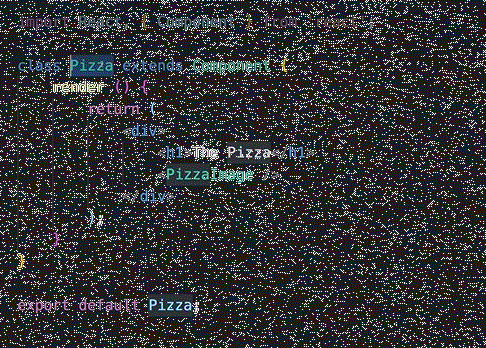 import React, { Component } from 'react';
class Pizza extends Component {
render () {
return (
<div>
<h1>The Pizza</h1>
<PizzaImage />
</div>
);
}
}
export default Pizza;